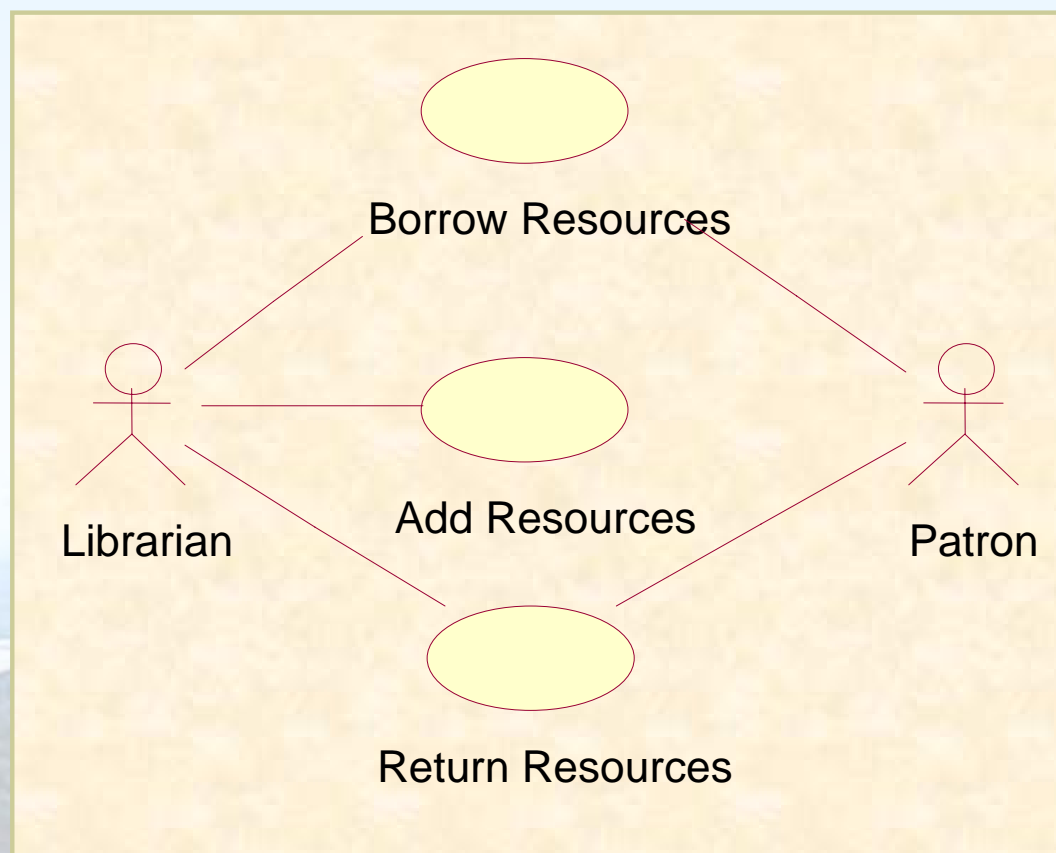 Borrow Resources
Add Resources
Librarian
Patron
Return Resources